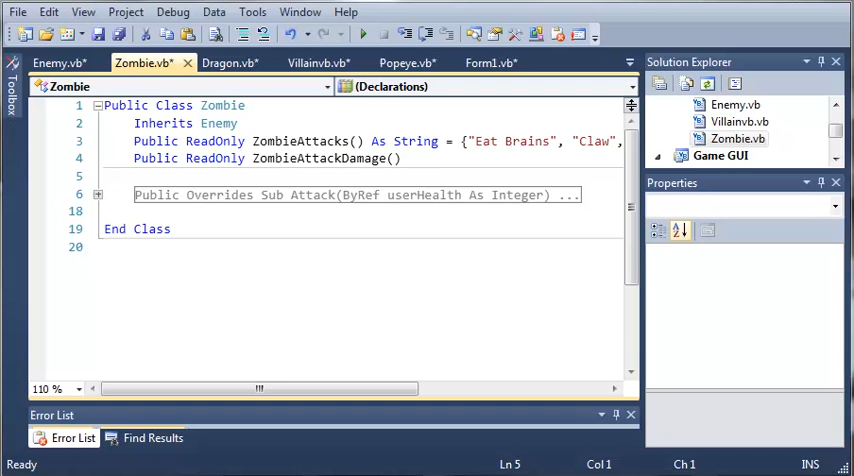 File Edit View Project Debug Data Tools Window Help
Enemy.vb* Zombie.vb* Dragon.vb* Villainvb.vb* Popeye.vb* Form1.vb*
Toolbox
Zombie (Declarations)
1 Public Class Zombie
2 Inherits Enemy
3 Public ReadOnly ZombieAttacks() As String = {"Eat Brains", "Claw",
4 Public ReadOnly ZombieAttackDamage()
5
6 Public Overrides Sub Attack(ByRef userHealth As Integer) ...
18
19 End Class
20
110 %
Error List
Error List Find Results
Solution Explorer
Enemy.vb
Villainvb.vb
Zombie.vb
Game GUI
Properties
Ready Ln 5 Col 1 Ch 1 INS